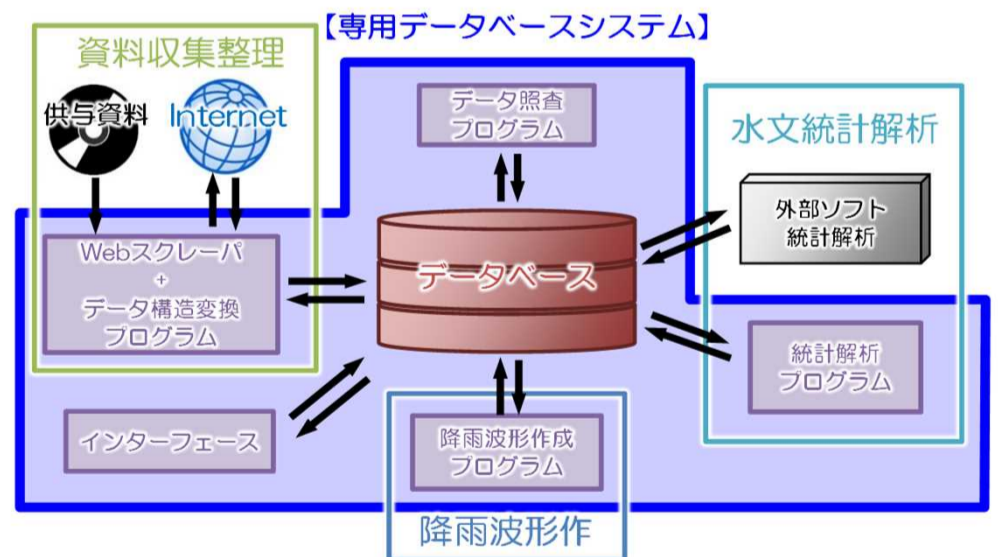 【専用データベースシステム】
資料収集整理
供与資料
Internet
データ照査
プログラム
水文統計解析
外部ソフト
統計解析
Webスクレーパ
+
データ構造変換
プログラム
データベース
統計解析
プログラム
インターフェース
降雨波形作成
プログラム
降雨波形作